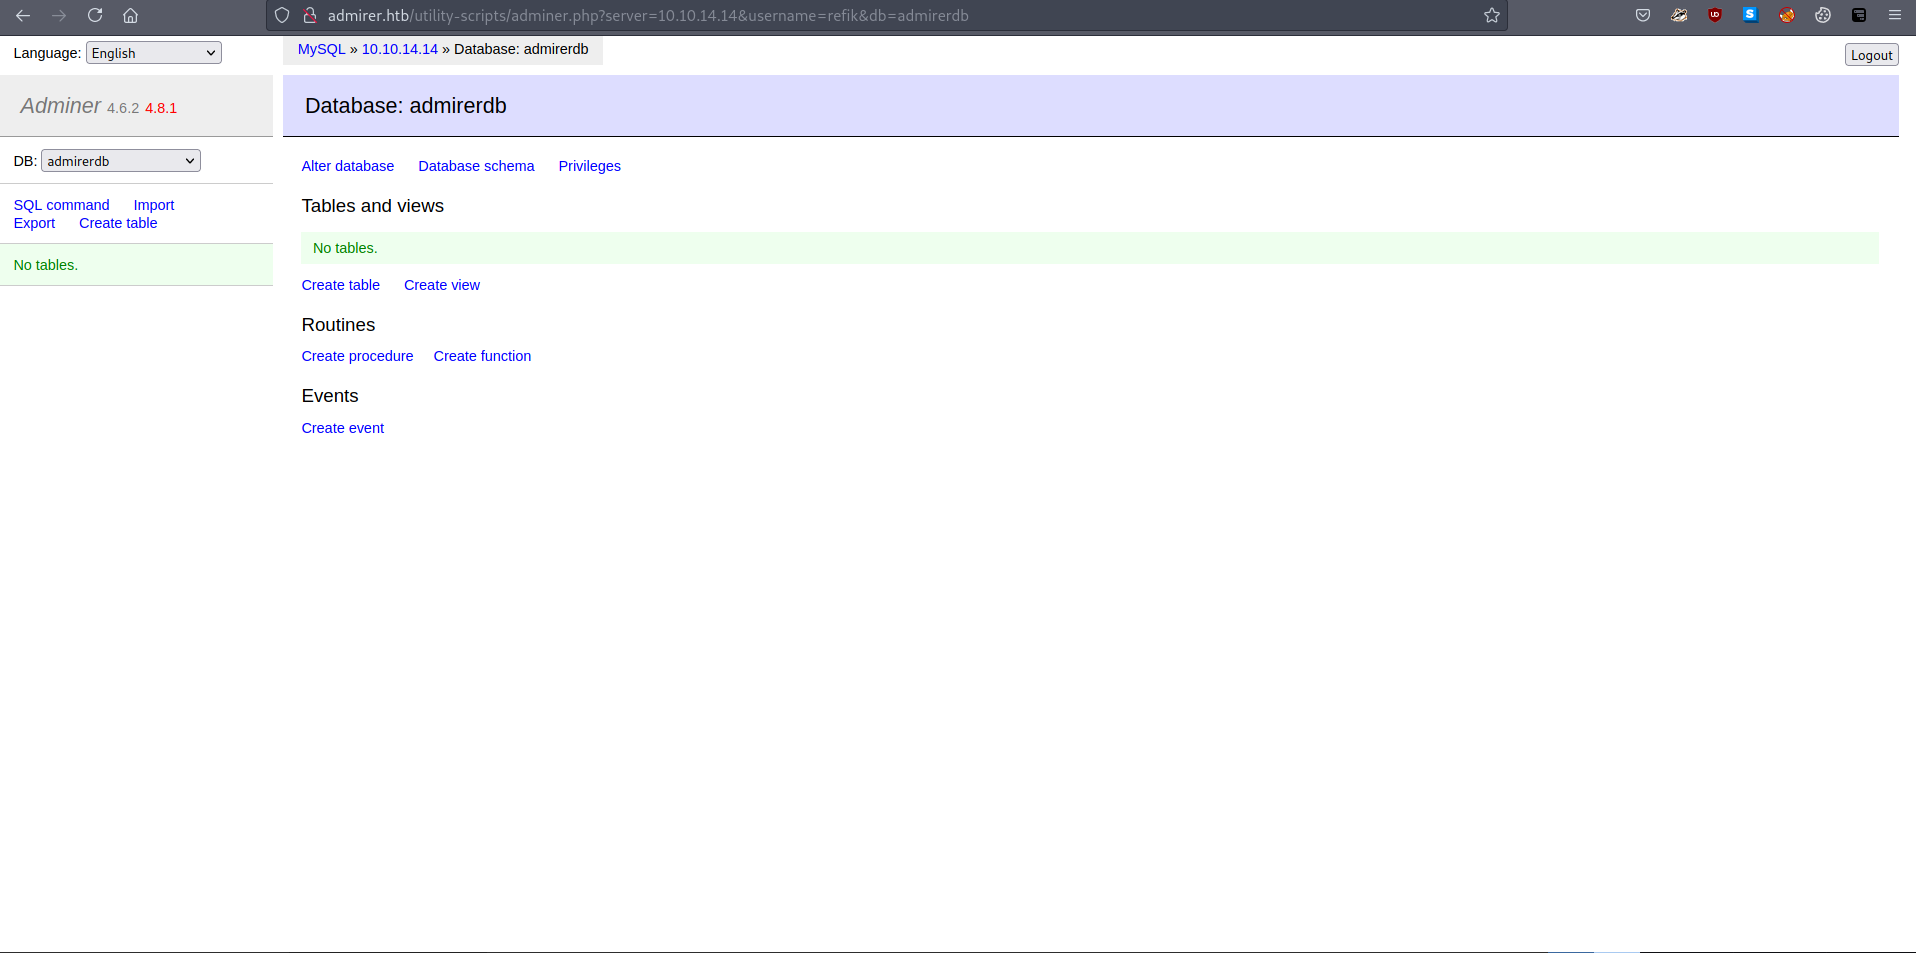 admirer.htb/utility-scripts/adminer.php?server=10.10.14.14&username=refik&db=admirerdb
Language: English
MySQL » 10.10.14.14 » Database: admirerdb
Logout
Adminer 4.6.2 4.8.1
Database: admirerdb
DB: admirerdb
Alter database Database schema Privileges
SQL command Import
Export Create table
No tables.
Tables and views
No tables.
Create table Create view
Routines
Create procedure Create function
Events
Create event